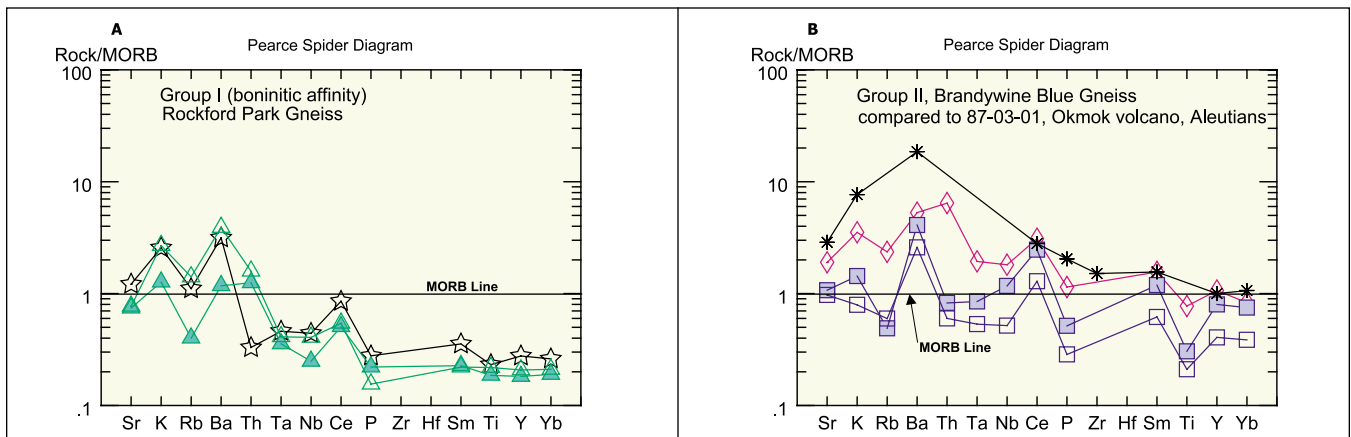 A
Rock/MORB
Pearce Spider Diagram
100
Group I (boninitic affinity)
Rockford Park Gneiss
10
MORB Line
1
.1
Sr K Rb Ba Th Ta Nb Ce P Zr Hf Sm Ti Y Yb
B
Rock/MORB
Pearce Spider Diagram
100
Group II, Brandywine Blue Gneiss
compared to 87-03-01, Okmok volcano, Aleutians
10
1
MORB Line
.1
Sr K Rb Ba Th Ta Nb Ce P Zr Hf Sm Ti Y Yb